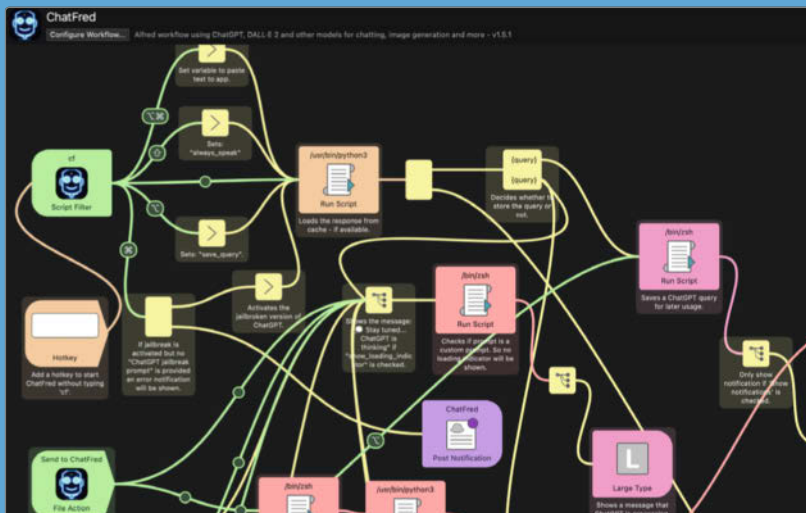 ChatFred
Configure Workflow...
Alfred workflow using ChatGPT, DALL·E 2 and other models for chatting, image generation and more - v1.5.1
Set variable to paste
text to app.
cf
Script Filter
Sets:
"always_speak"
/usr/bin/python3
Run Script
Loads the response from
cache - if available.
{query}
{query}
Decides whether to
store the query or
not.
Sets: "save_query".
Activates the
jailbroken version of
ChatGPT.
Hotkey
Add a hotkey to start
ChatFred without typing
'cf'.
If jailbreak is
activated but no
"ChatGPT jailbreak
prompt" is provided
an error notification
will be shown.
Shows the message:
Stay tuned...
ChatGPT is
thinking" if
"show_loading_indic
ator" is checked.
/bin/zsh
Run Script
Checks if prompt is a
custom prompt. So no
loading indicator will be
shown.
/bin/zsh
Run Script
Saves a ChatGPT query
for later usage.
Only show
notification if "Show
notifications" is
checked.
ChatFred
Post Notification
L
Large Type
Shows a message that
Send to ChatFred
File Action
/bin/zsh
/usr/bin/python3